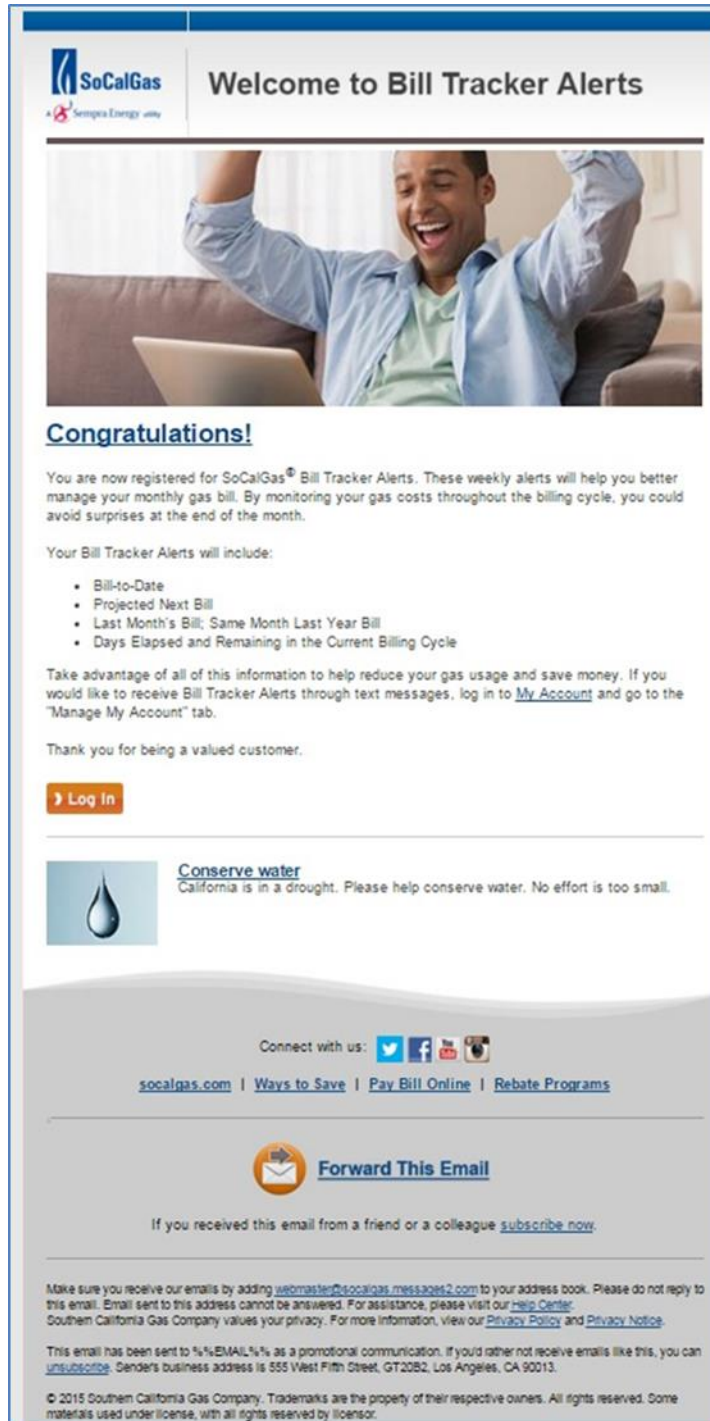 SoCalGas
A Sempra Energy utility
Welcome to Bill Tracker Alerts
Congratulations!
You are now registered for SoCalGas® Bill Tracker Alerts. These weekly alerts will help you better
manage your monthly gas bill. By monitoring your gas costs throughout the billing cycle, you could
avoid surprises at the end of the month.
Your Bill Tracker Alerts will include:
• Bill-to-Date
• Projected Next Bill
• Last Month's Bill; Same Month Last Year Bill
• Days Elapsed and Remaining in the Current Billing Cycle
Take advantage of all of this information to help reduce your gas usage and save money. If you
would like to receive Bill Tracker Alerts through text messages, log in to My Account and go to the
"Manage My Account" tab.
Thank you for being a valued customer.
Log In
Conserve water
California is in a drought. Please help conserve water. No effort is too small.
Connect with us:
You Tube
socalgas.com | Ways to Save | Pay Bill Online | Rebate Programs
Forward This Email
If you received this email from a friend or a colleague subscribe now.
Make sure you receive our emails by adding webmaster@socalgas.messages2.com to your address book. Please do not reply to
this email. Email sent to this address cannot be answered. For assistance, please visit our Help Center.
Southern California Gas Company values your privacy. For more information, view our Privacy Policy and Privacy Notice.
This email has been sent to %%EMAIL%% as a promotional communication. If you'd rather not receive emails like this, you can
unsubscribe. Sender's business address is 555 West Fifth Street, GT20B2, Los Angeles, CA 90013.
© 2015 Southern California Gas Company. Trademarks are the property of their respective owners. All rights reserved. Some
materials used under license, with all rights reserved by licensor.